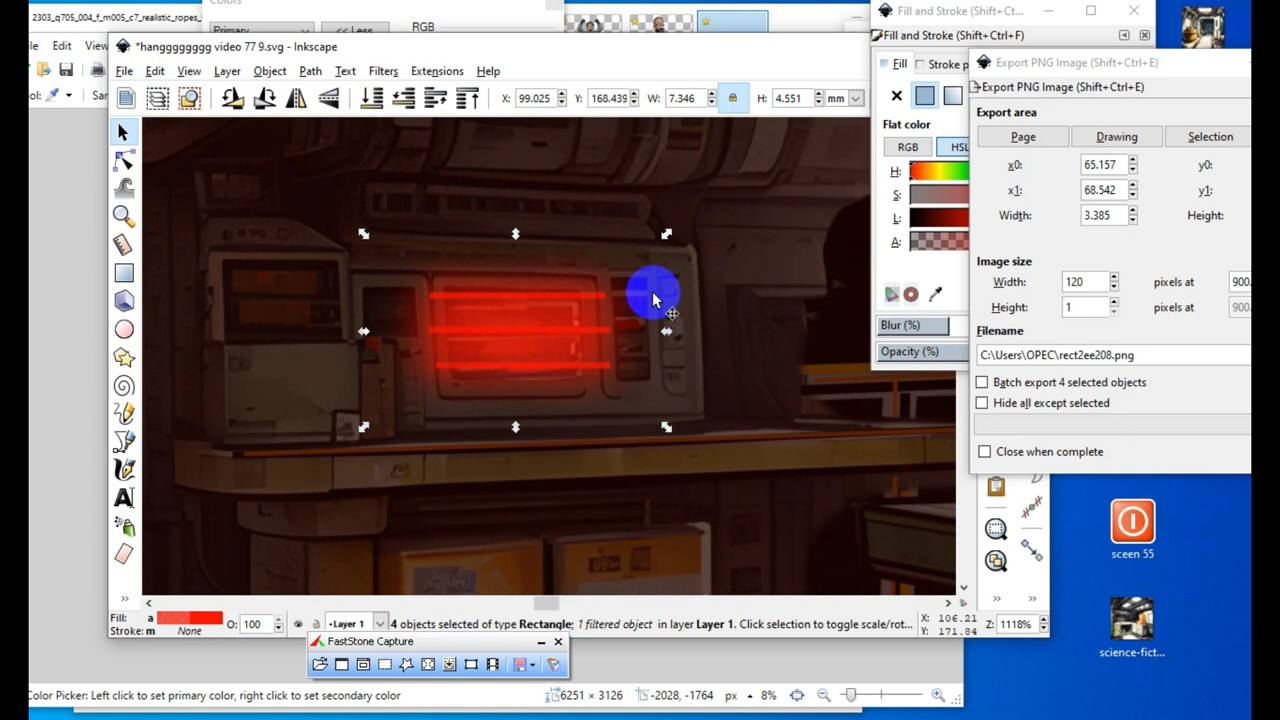 Colors
2303_q705_004_f_m005_c7_realistic_ropes_
Primary
<< Less
RGB
Edit View
*hanggggggggg video 77 9.svg - Inkscape
File Edit View Layer Object Path Text Filters Extensions Help
X: 99.025 Y: 168.439 W: 7.346 H: 4.551 mm
Fill and Stroke (Shift+Ct...
Fill and Stroke (Shift+Ctrl+F)
Fill Stroke p
Flat color
RGB HSL
H:
S:
L:
A:
Blur (%)
Opacity (%)
Export PNG Image (Shift+Ctrl+E)
Export PNG Image (Shift+Ctrl+E)
Export area
Page Drawing Selection
x0: 65.157 y0:
x1: 68.542 y1:
Width: 3.385 Height:
Image size
Width: 120 pixels at 900.
Height: 1 pixels at 900.
Filename
C:\Users\OPEC\rect2ee208.png
Batch export 4 selected objects
Hide all except selected
Close when complete
sceen 55
science-fict...
Fill: a
Stroke: m None
O: 100
•Layer 1
4 objects selected of type Rectangle; 1 filtered object in layer Layer 1. Click selection to toggle scale/rot...
X: 106.21
Y: 171.84
Z: 1118%
FastStone Capture
Color Picker: Left click to set primary color, right click to set secondary color
6251 × 3126
-2028, -1764
px
8%